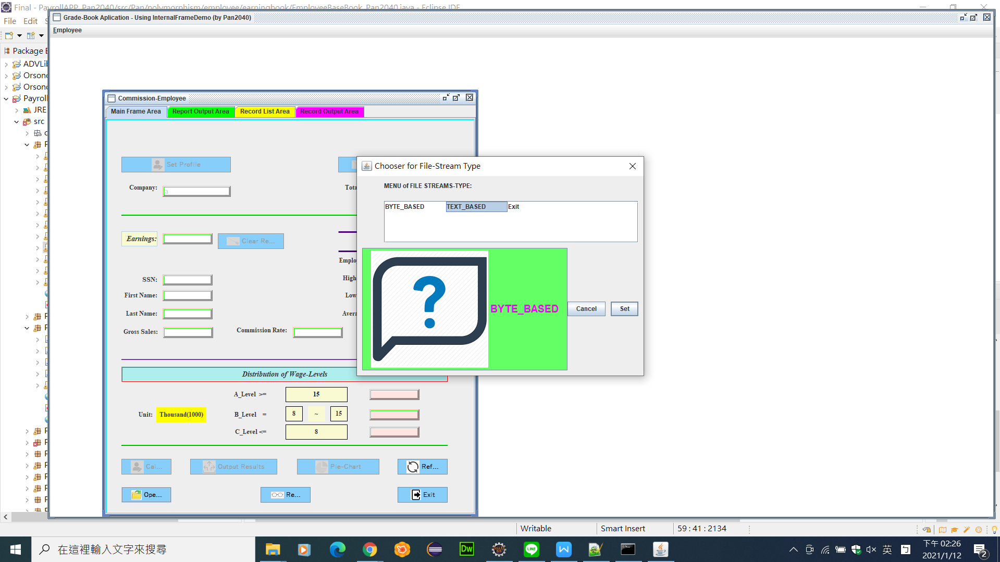 Final - PayrollAPP_Pan2040/src/Pan/polymorphism/employee/earningbook/EmployeeBaseBook_Pan2040.java - Eclipse IDE
File Edit
Grade-Book Aplication - Using InternalFrameDemo (by Pan2040)
Employee
Package E
ADVLib
Orsono
Orsono
Payroll
JRE
src
Commission-Employee
Main Frame Area Report Output Area Record List Area Record Output Area
Set Profile
Company: a
Tota
Earnings:
Clear Re...
Emplo
SSN:
High
First Name:
Low
Last Name:
Avera
Gross Sales:
Commission Rate:
Distribution of Wage-Levels
A_Level >= 15
Unit: Thousand(1000)
B_Level = 8 ~ 15
C_Level <= 8
Cal... Output Results Pie-Chart Ref...
Ope... Re... Exit
Chooser for File-Stream Type
MENU of FILE STREAMS-TYPE:
BYTE_BASED TEXT_BASED Exit
?
BYTE_BASED
Cancel Set
Writable Smart Insert 59 : 41 : 2134
在這裡輸入文字來搜尋
Dw
LINE
W
英
下午 02:26
2021/1/12
2